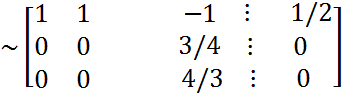 1 1 −1 ⋮ 1/2
~ 0 0 3/4 ⋮ 0
0 0 4/3 ⋮ 0